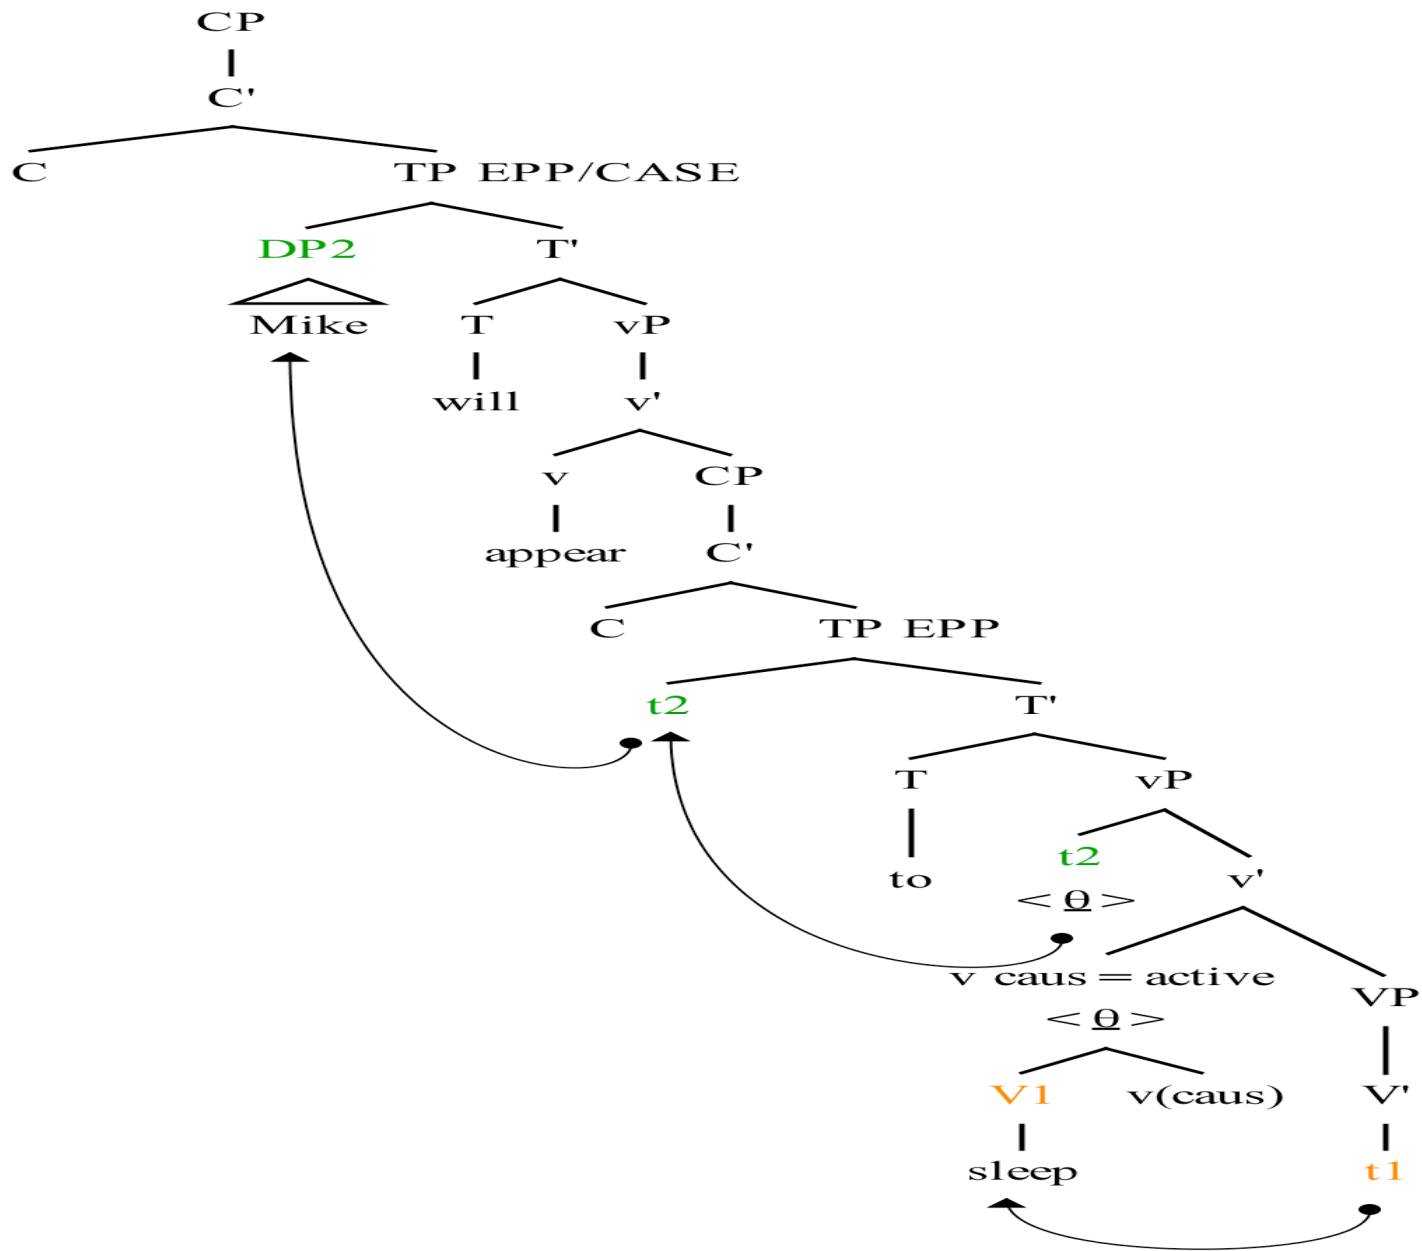 CP
C'
C TP EPP/CASE
DP2 T'
Mike T vP
will v'
v CP
appear C'
C TP EPP
t2 T'
T vP
to t2 v'
< θ >
v caus = active VP
< θ >
V1 v(caus) V'
sleep t1